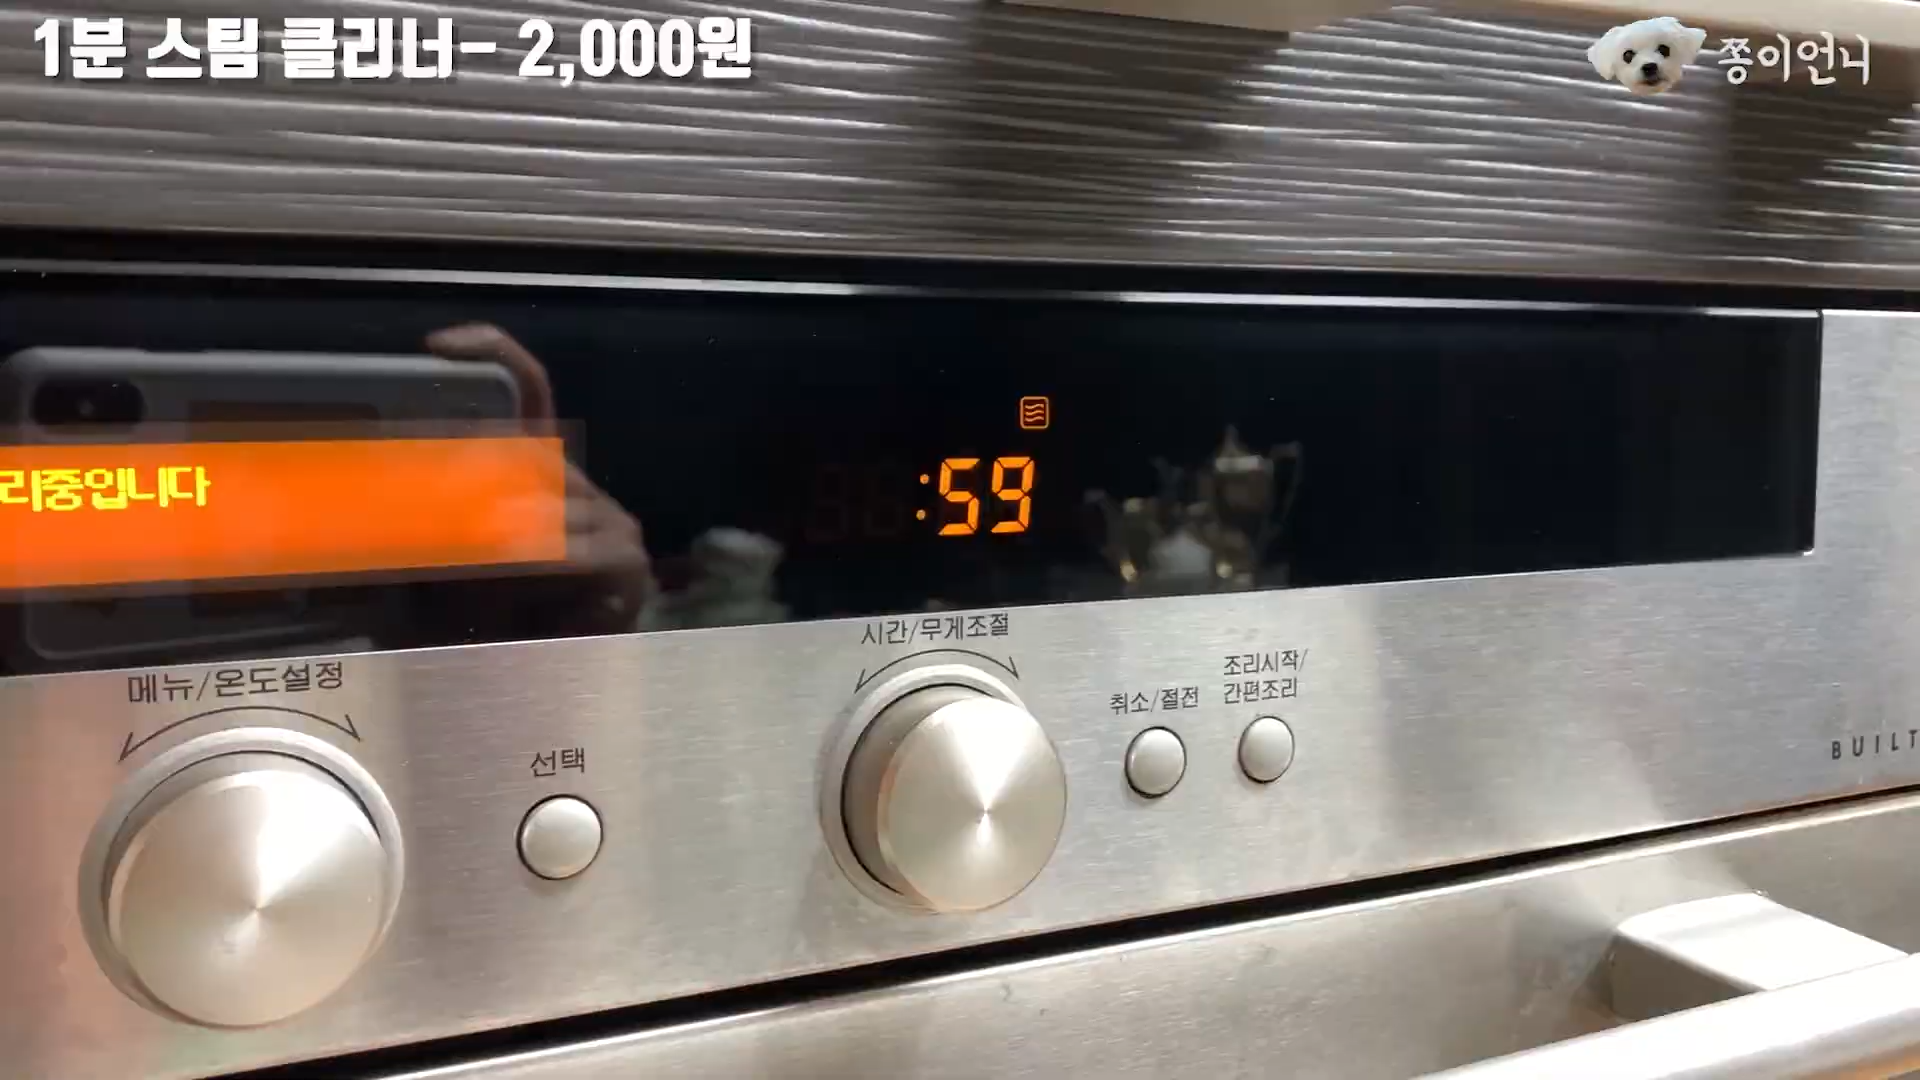 1분 스팀 클리너- 2,000원
쫑이언니
리중입니다
:59
시간/무게조절
메뉴/온도설정
조리시작/
간편조리
취소/절전
선택
BUILT